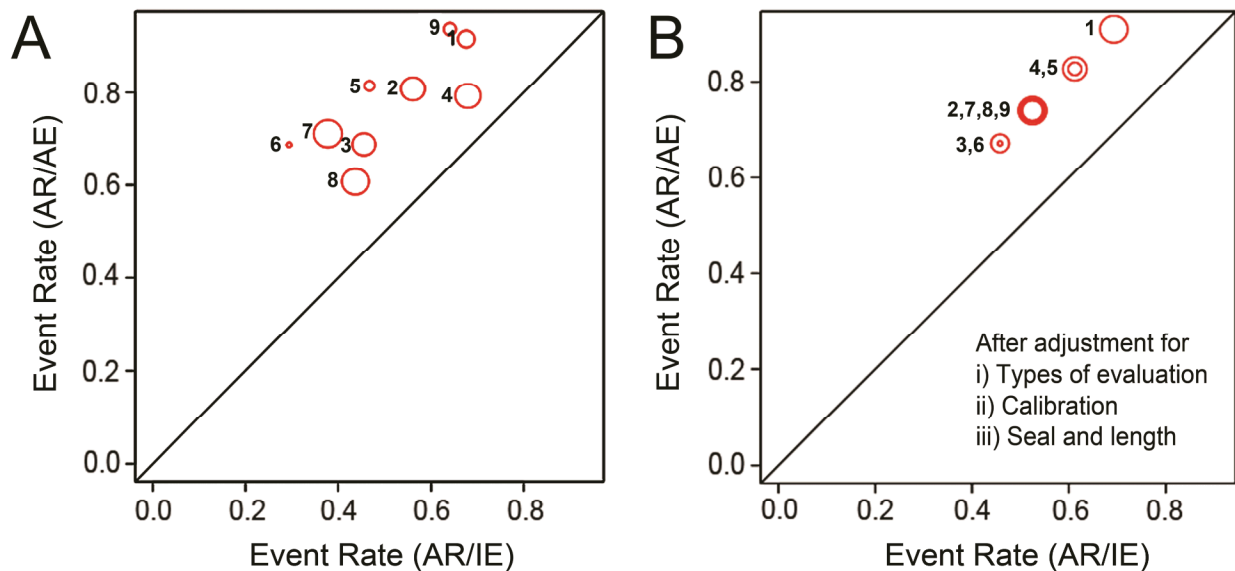 A
Event Rate (AR/AE)
0.8
0.6
0.4
0.2
0.0
9
1
5
2
4
7
3
6
8
0.0 0.2 0.4 0.6 0.8
Event Rate (AR/IE)
B
Event Rate (AR/AE)
0.8
0.6
0.4
0.2
0.0
1
4,5
2,7,8,9
3,6
After adjustment for
i) Types of evaluation
ii) Calibration
iii) Seal and length
0.0 0.2 0.4 0.6 0.8
Event Rate (AR/IE)